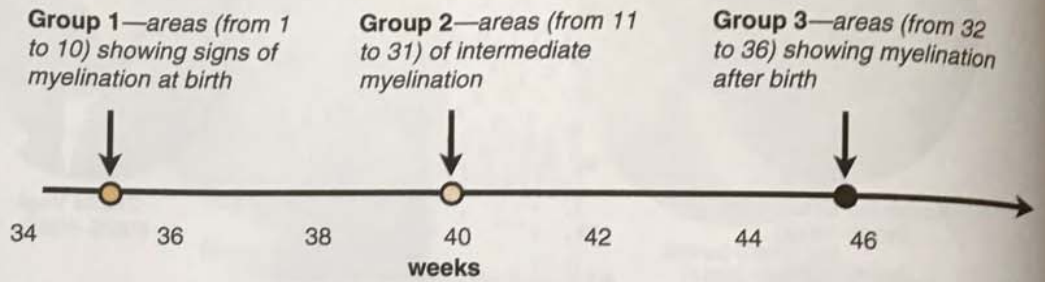 Group 1—areas (from 1
to 10) showing signs of
myelination at birth
Group 2—areas (from 11
to 31) of intermediate
myelination
Group 3—areas (from 32
to 36) showing myelination
after birth
34 36 38 40 42 44 46
weeks